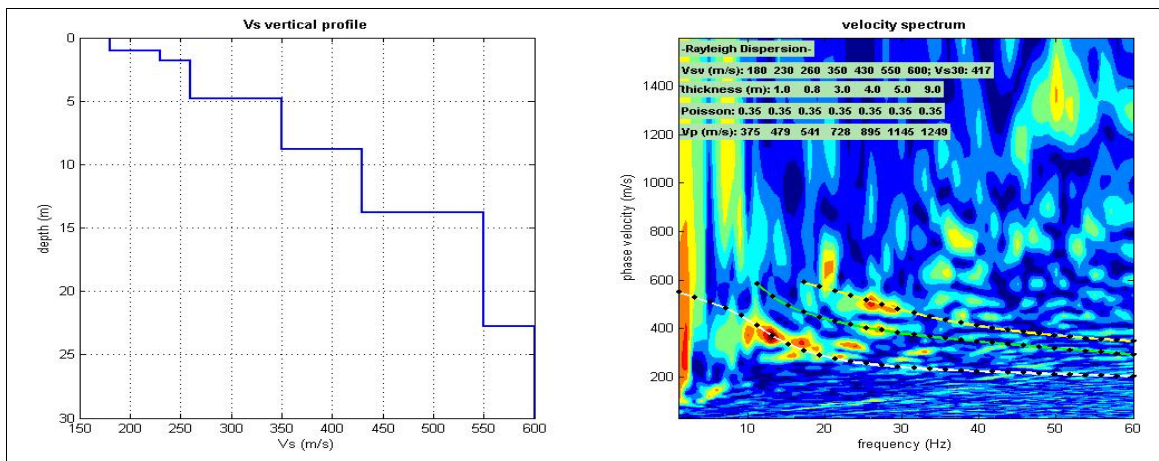 Vs vertical profile
0
5
10
15
20
25
30
depth (m)
150 200 250 300 350 400 450 500 550 600
Vs (m/s)
velocity spectrum
-Rayleigh Dispersion-
Vsv (m/s): 180 230 260 350 430 550 600; Vs30: 417
thickness (m): 1.0 0.8 3.0 4.0 5.0 9.0
Poisson: 0.35 0.35 0.35 0.35 0.35 0.35 0.35
Vp (m/s): 375 479 541 728 895 1145 1249
1400
1200
1000
800
600
400
200
phase velocity (m/s)
10 20 30 40 50 60
frequency (Hz)